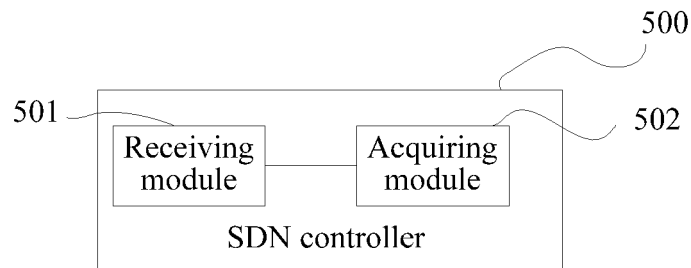 500
501
502
Receiving
module
Acquiring
module
SDN controller